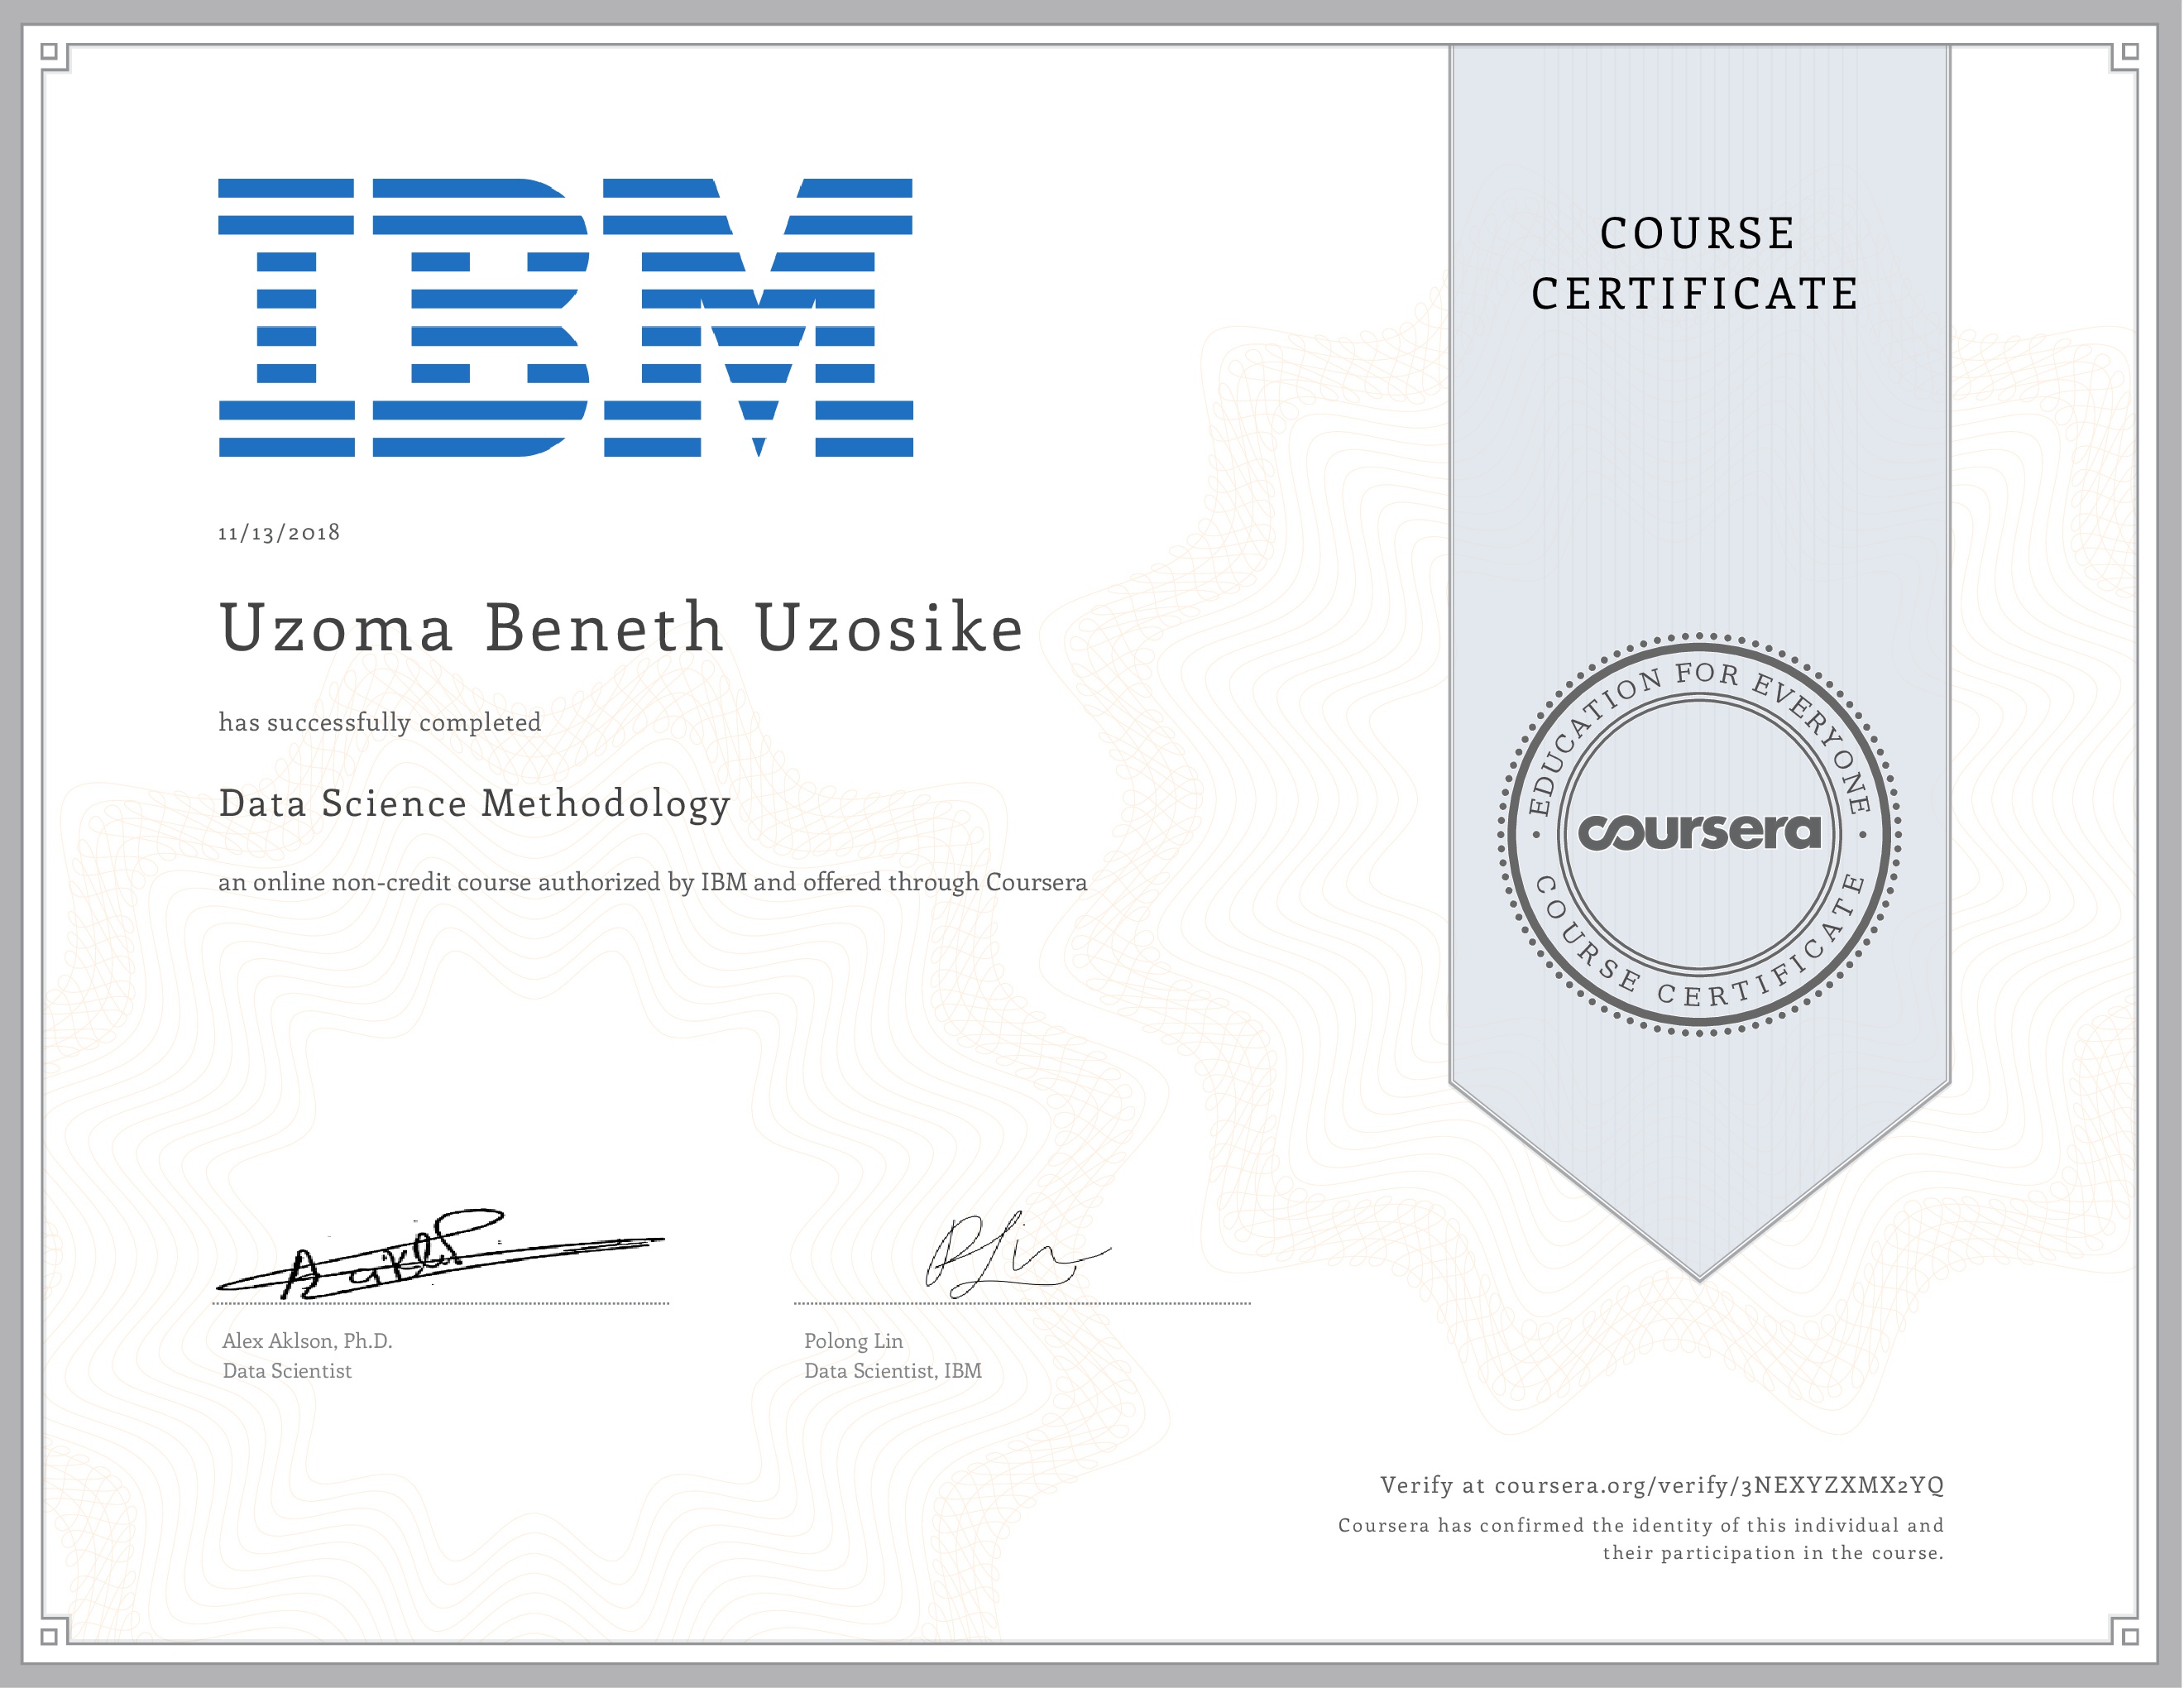 IBM
COURSE
CERTIFICATE
11/13/2018
Uzoma Beneth Uzosike
has successfully completed
Data Science Methodology
an online non-credit course authorized by IBM and offered through Coursera
EDUCATION FOR EVERYONE
coursera
COURSE CERTIFICATE
Alex Aklson, Ph.D.
Data Scientist
Polong Lin
Data Scientist, IBM
Verify at coursera.org/verify/3NEXYZXMX2YQ
Coursera has confirmed the identity of this individual and
their participation in the course.